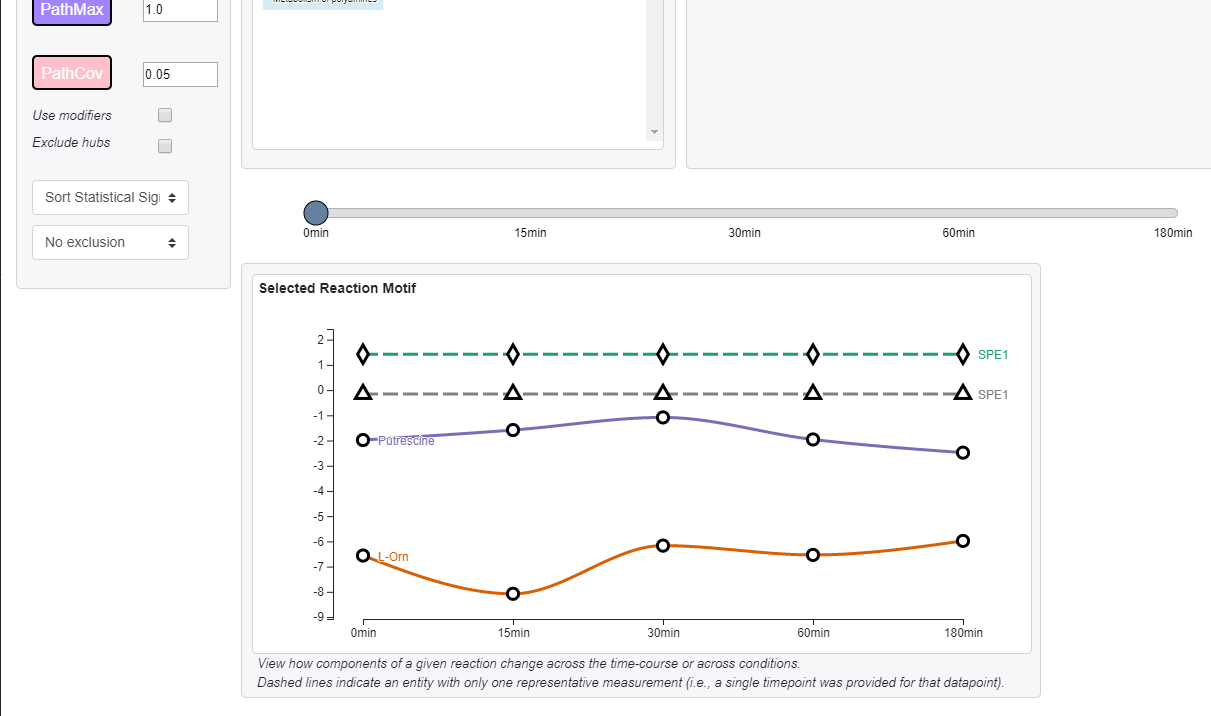 PathMax
1.0
Metabolism of polyamines
PathCov
0.05
Use modifiers
Exclude hubs
Sort Statistical Sig
No exclusion
0min
15min
30min
60min
180min
Selected Reaction Motif
2
1
0
-1
-2
-3
-4
-5
-6
-7
-8
-9
SPE1
SPE1
Putrescine
L-Orn
0min
15min
30min
60min
180min
View how components of a given reaction change across the time-course or across conditions.
Dashed lines indicate an entity with only one representative measurement (i.e., a single timepoint was provided for that datapoint).